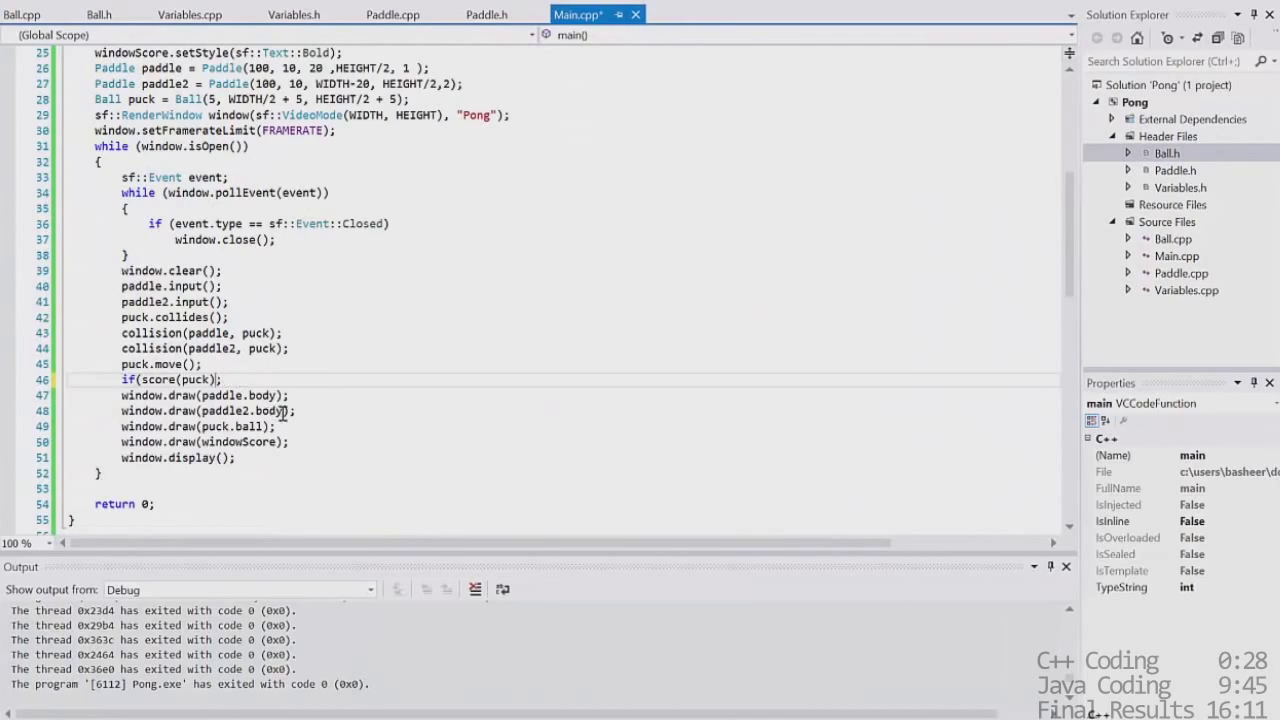 Ball.cpp Ball.h Variables.cpp Variables.h Paddle.cpp Paddle.h Main.cpp*
(Global Scope) main()
25 windowScore.setStyle(sf::Text::Bold);
26 Paddle paddle = Paddle(100, 10, 20 ,HEIGHT/2, 1 );
27 Paddle paddle2 = Paddle(100, 10, WIDTH-20, HEIGHT/2,2);
28 Ball puck = Ball(5, WIDTH/2 + 5, HEIGHT/2 + 5);
29 sf::RenderWindow window(sf::VideoMode(WIDTH, HEIGHT), "Pong");
30 window.setFramerateLimit(FRAMERATE);
31 while (window.isOpen())
32 {
33 sf::Event event;
34 while (window.pollEvent(event))
35 {
36 if (event.type == sf::Event::Closed)
37 window.close();
38 }
39 window.clear();
40 paddle.input();
41 paddle2.input();
42 puck.collides();
43 collision(paddle, puck);
44 collision(paddle2, puck);
45 puck.move();
46 if(score(puck);
47 window.draw(paddle.body);
48 window.draw(paddle2.body);
49 window.draw(puck.ball);
50 window.draw(windowScore);
51 window.display();
52 }
53
54 return 0;
55 }
100 %
Output
Show output from: Debug
The thread 0x23d4 has exited with code 0 (0x0).
The thread 0x29b4 has exited with code 0 (0x0).
The thread 0x363c has exited with code 0 (0x0).
The thread 0x2464 has exited with code 0 (0x0).
The thread 0x36e0 has exited with code 0 (0x0).
The program '[6112] Pong.exe' has exited with code 0 (0x0).
Solution Explorer
Search Solution Explorer (Ctrl+;)
Solution 'Pong' (1 project)
Pong
External Dependencies
Header Files
Ball.h
Paddle.h
Variables.h
Resource Files
Source Files
Ball.cpp
Main.cpp
Paddle.cpp
Variables.cpp
Properties
main VCCodeFunction
C++
(Name) main
File c:\users\basheer\do
FullName main
IsInjected False
IsInline False
IsOverloaded False
IsSealed False
IsTemplate False
TypeString int
C++
C++ Coding 0:28
Java Coding 9:45
Final Results 16:11